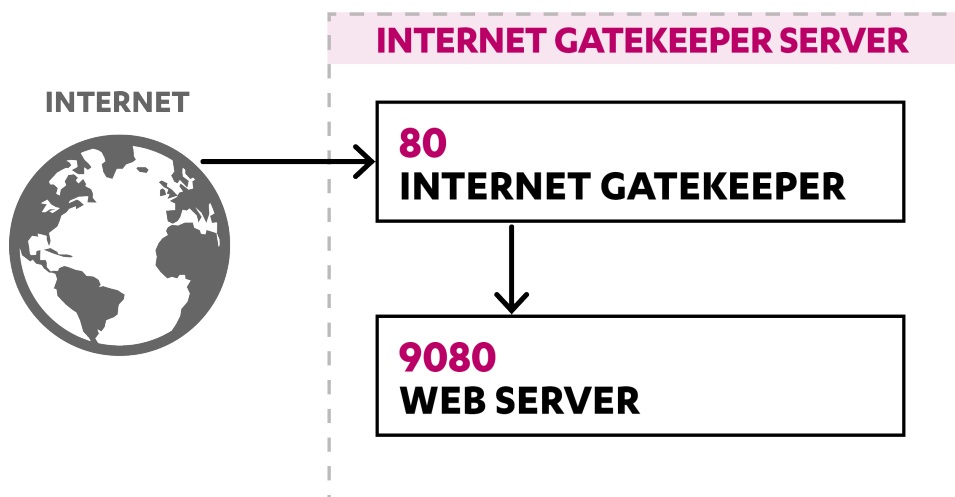 INTERNET GATEKEEPER SERVER
INTERNET
80
INTERNET GATEKEEPER
9080
WEB SERVER